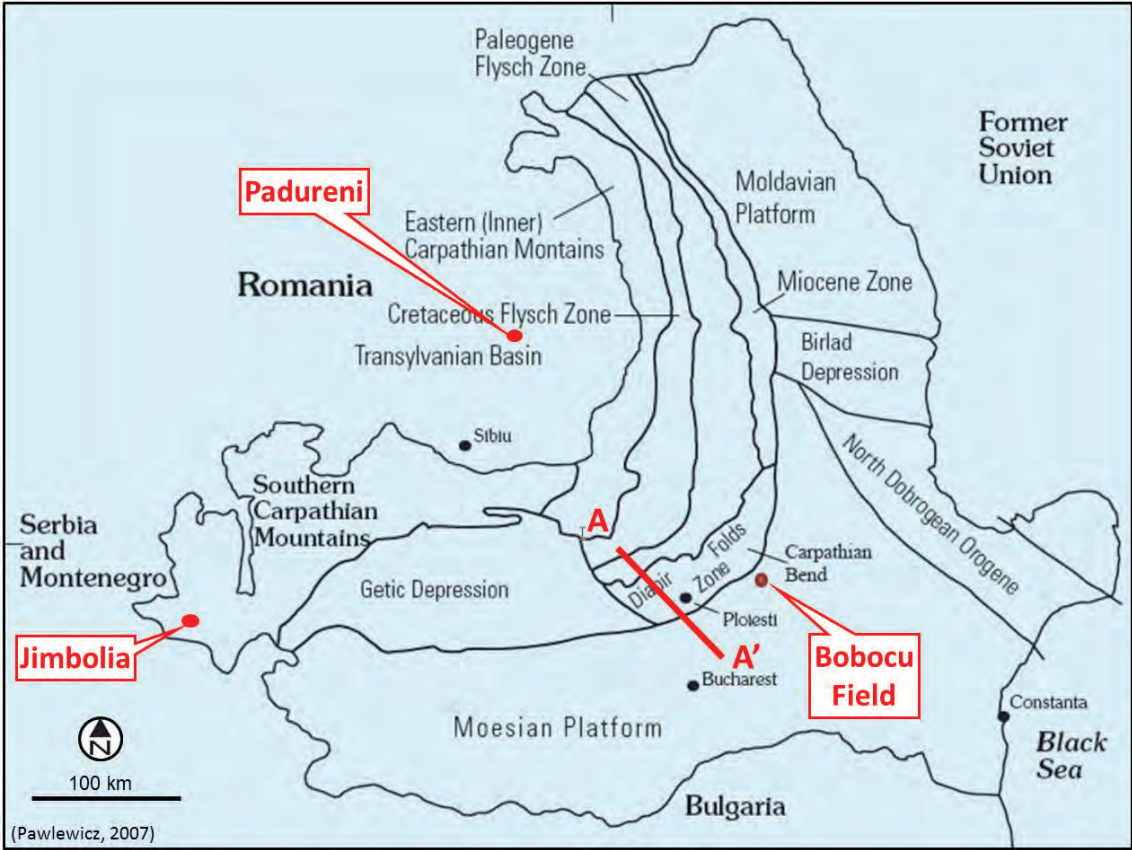 Paleogene
Flysch Zone
Former
Soviet
Union
Padureni
Moldavian
Platform
Eastern (Inner)
Carpathian Montains
Romania
Miocene Zone
Cretaceous Flysch Zone
Transylvanian Basin
Birlad
Depression
Sibiu
North Dobrogean Orogene
Southern
Carpathian
Mountains
Serbia
and
Montenegro
A
Diapir
Folds
Zone
Carpathian
Bend
Getic Depression
Ploiesti
Jimbolia
A’
Bobocu
Field
Bucharest
Constanta
Moesian Platform
Black
Sea
N
100 km
Bulgaria
(Pawlewicz, 2007)